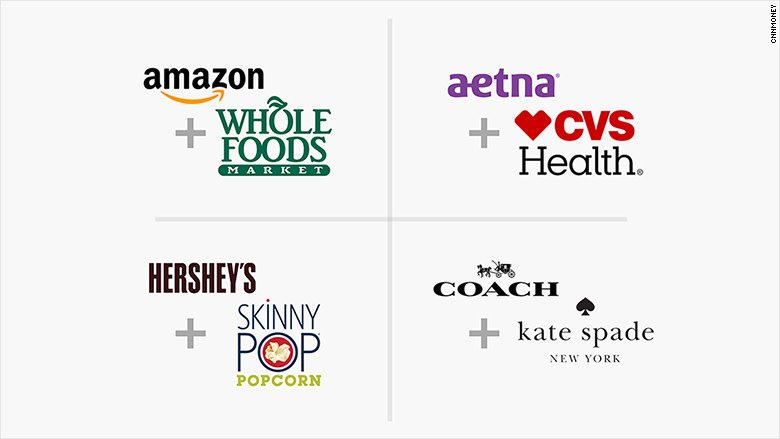 CNNMONEY
amazon
+
WHOLE
FOODS
MARKET
aetna®
+
CVS
Health®
HERSHEY'S
+
SKINNY
POP
POPCORN
COACH
+
kate spade
NEW YORK